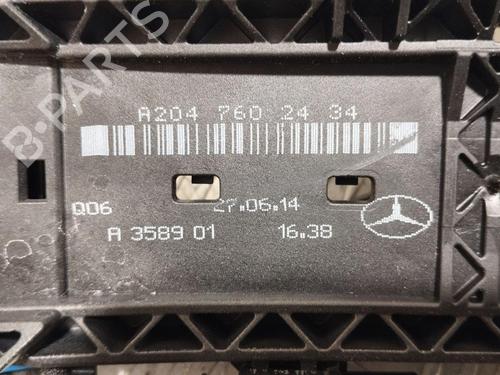 A204 760 24 34
Q06 27.06.14
A 3589 01 16.38
B-PARTS